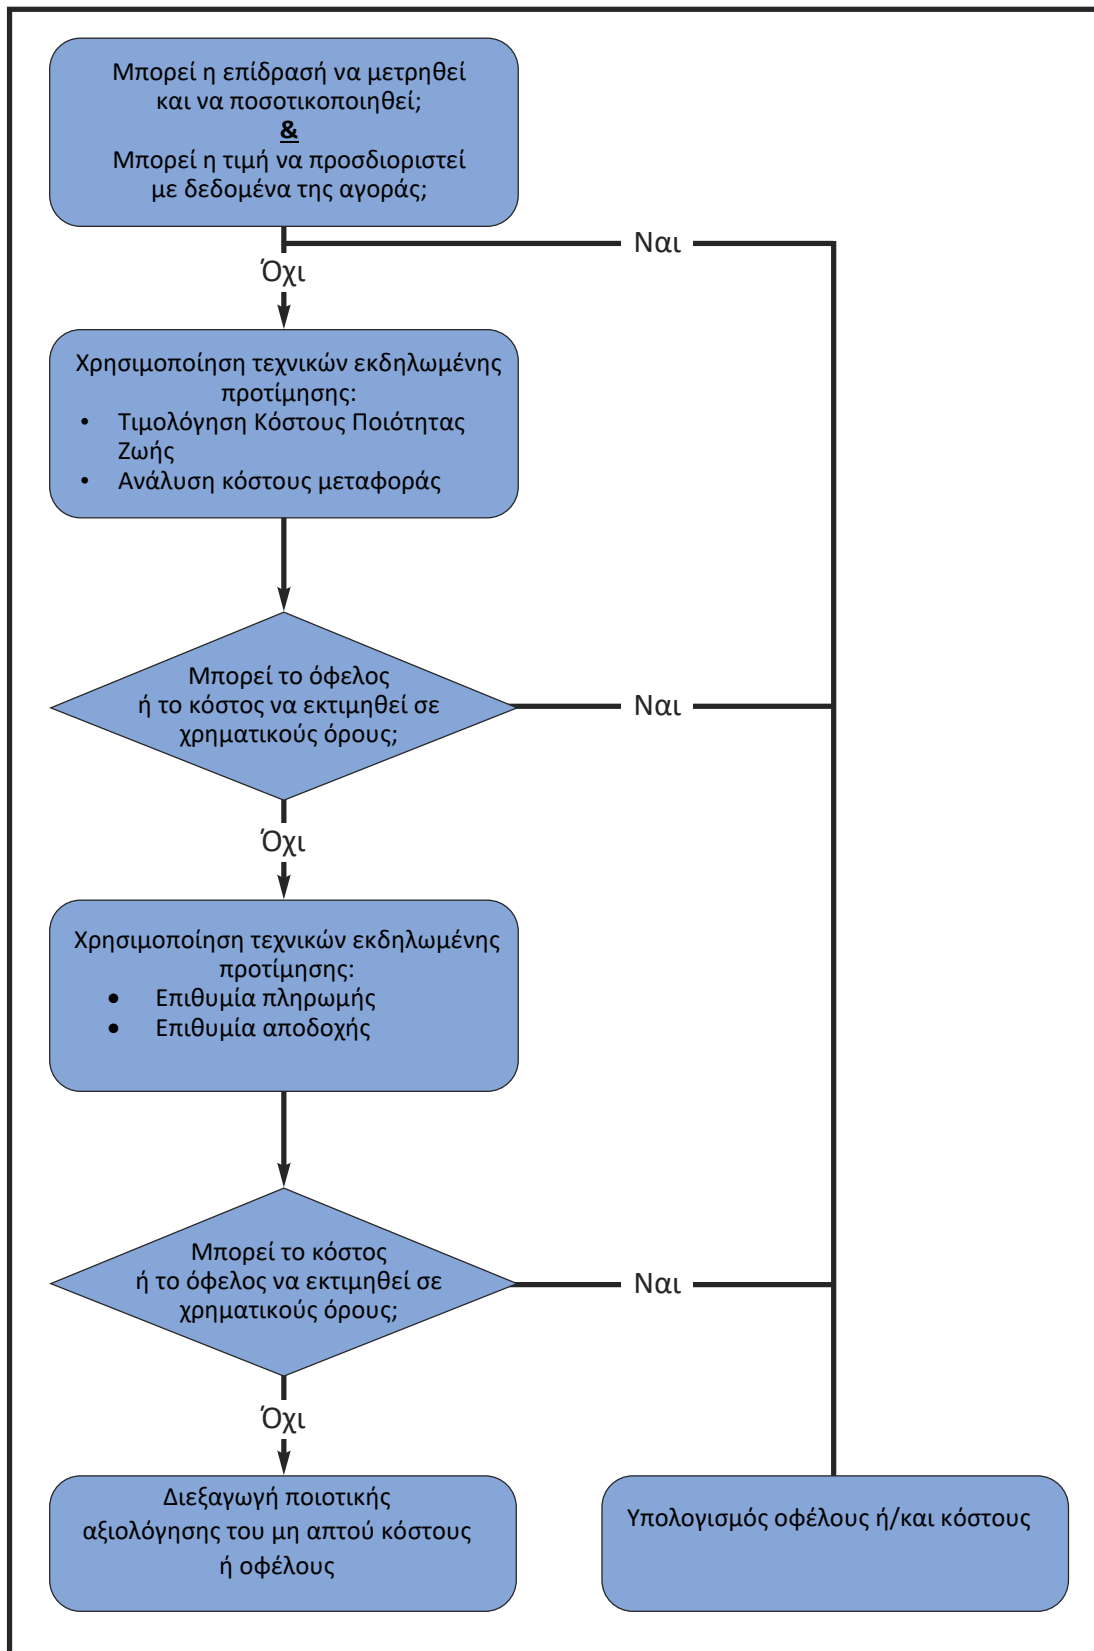 Μπορεί η επίδρασή να μετρηθεί
και να ποσοτικοποιηθεί;
&
Μπορεί η τιμή να προσδιοριστεί
με δεδομένα της αγοράς;
Ναι
Όχι
Χρησιμοποίηση τεχνικών εκδηλωμένης
προτίμησης:
• Τιμολόγηση Κόστους Ποιότητας
Ζωής
• Ανάλυση κόστους μεταφοράς
Μπορεί το όφελος
ή το κόστος να εκτιμηθεί σε
χρηματικούς όρους;
Ναι
Όχι
Χρησιμοποίηση τεχνικών εκδηλωμένης
προτίμησης:
• Επιθυμία πληρωμής
• Επιθυμία αποδοχής
Μπορεί το κόστος
ή το όφελος να εκτιμηθεί σε
χρηματικούς όρους;
Ναι
Όχι
Διεξαγωγή ποιοτικής
αξιολόγησης του μη απτού κόστους
ή οφέλους
Υπολογισμός οφέλους ή/και κόστους